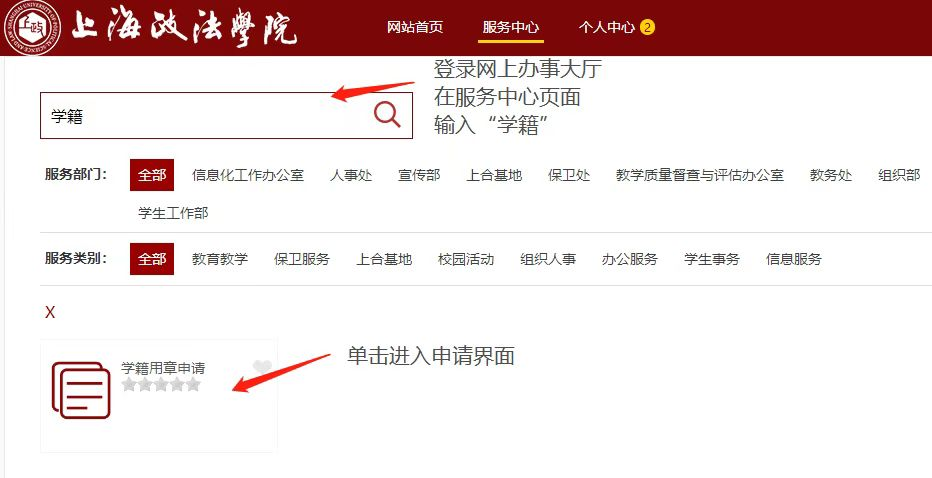 上海政法學院
网站首页 服务中心 个人中心 2
登录网上办事大厅
在服务中心页面
输入“学籍”
学籍
服务部门： 全部 信息化工作办公室 人事处 宣传部 上合基地 保卫处 教学质量督查与评估办公室 教务处 组织部
学生工作部
服务类别： 全部 教育教学 保卫服务 上合基地 校园活动 组织人事 办公服务 学生事务 信息服务
X
学籍用章申请
单击进入申请界面